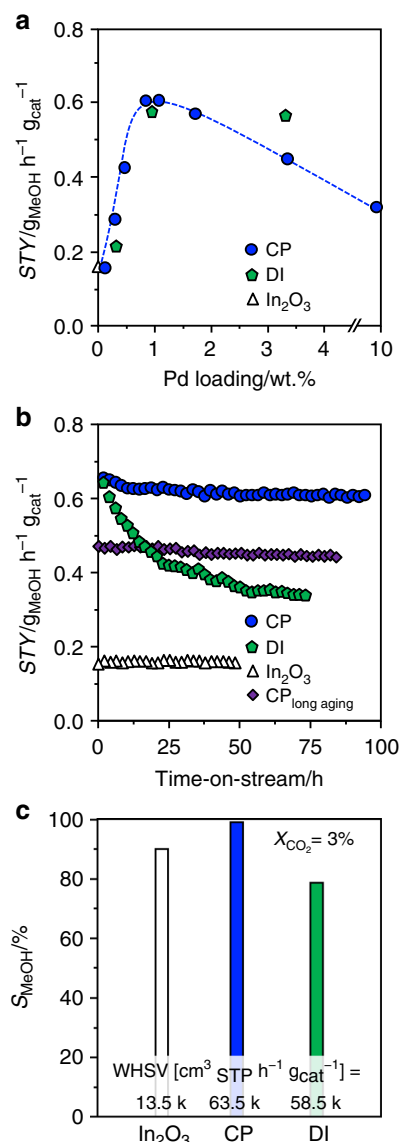 a
0.8
0.6
0.4
0.2
0.0
STY/g_MeOH h⁻¹ g_cat⁻¹
CP
DI
In₂O₃
0 1 2 3 4 10
Pd loading/wt.%
b
0.8
0.6
0.4
0.2
0.0
STY/g_MeOH h⁻¹ g_cat⁻¹
CP
DI
In₂O₃
CP_long aging
0 25 50 75 100
Time-on-stream/h
c
100
80
60
40
20
0
S_MeOH/%
X_CO₂ = 3%
WHSV [cm³ STP h⁻¹ g_cat⁻¹] =
13.5 k 63.5 k 58.5 k
In₂O₃ CP DI